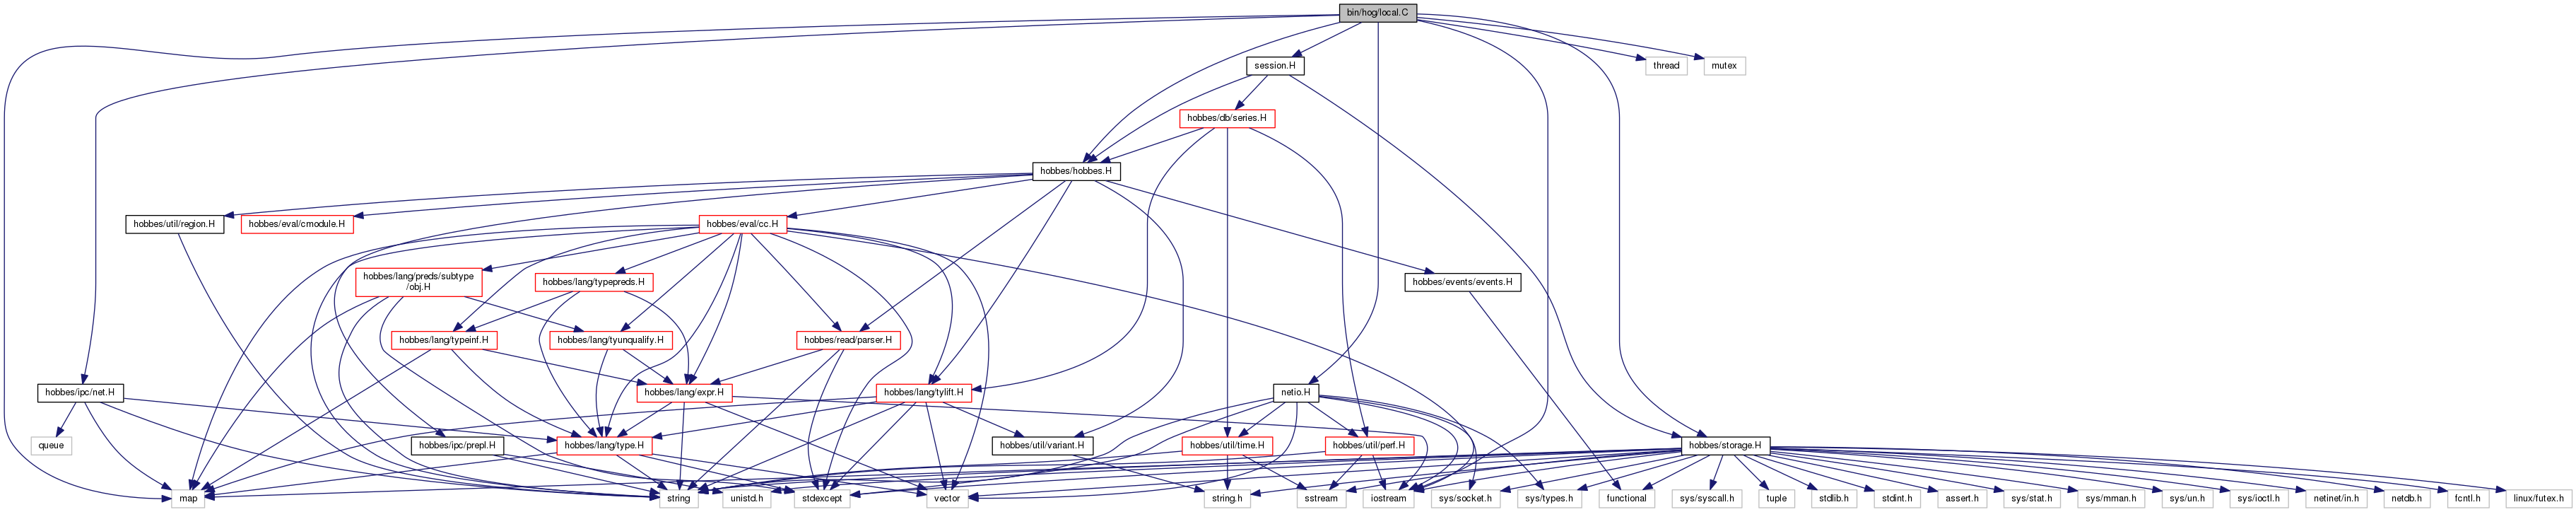 bin/hog/local.C
session.H
thread
mutex
hobbes/db/series.H
hobbes/hobbes.H
hobbes/util/region.H
hobbes/eval/cmodule.H
hobbes/eval/cc.H
hobbes/lang/preds/subtype
/obj.H
hobbes/lang/typepreds.H
hobbes/events/events.H
hobbes/lang/typeinf.H
hobbes/lang/tyunqualify.H
hobbes/read/parser.H
hobbes/ipc/net.H
hobbes/lang/expr.H
hobbes/lang/tylift.H
netio.H
queue
hobbes/ipc/prepl.H
hobbes/lang/type.H
hobbes/util/variant.H
hobbes/util/time.H
hobbes/util/perf.H
hobbes/storage.H
map
string
unistd.h
stdexcept
vector
string.h
sstream
iostream
sys/socket.h
sys/types.h
functional
sys/syscall.h
tuple
stdlib.h
stdint.h
assert.h
sys/stat.h
sys/mman.h
sys/un.h
sys/ioctl.h
netinet/in.h
netdb.h
fcntl.h
linux/futex.h